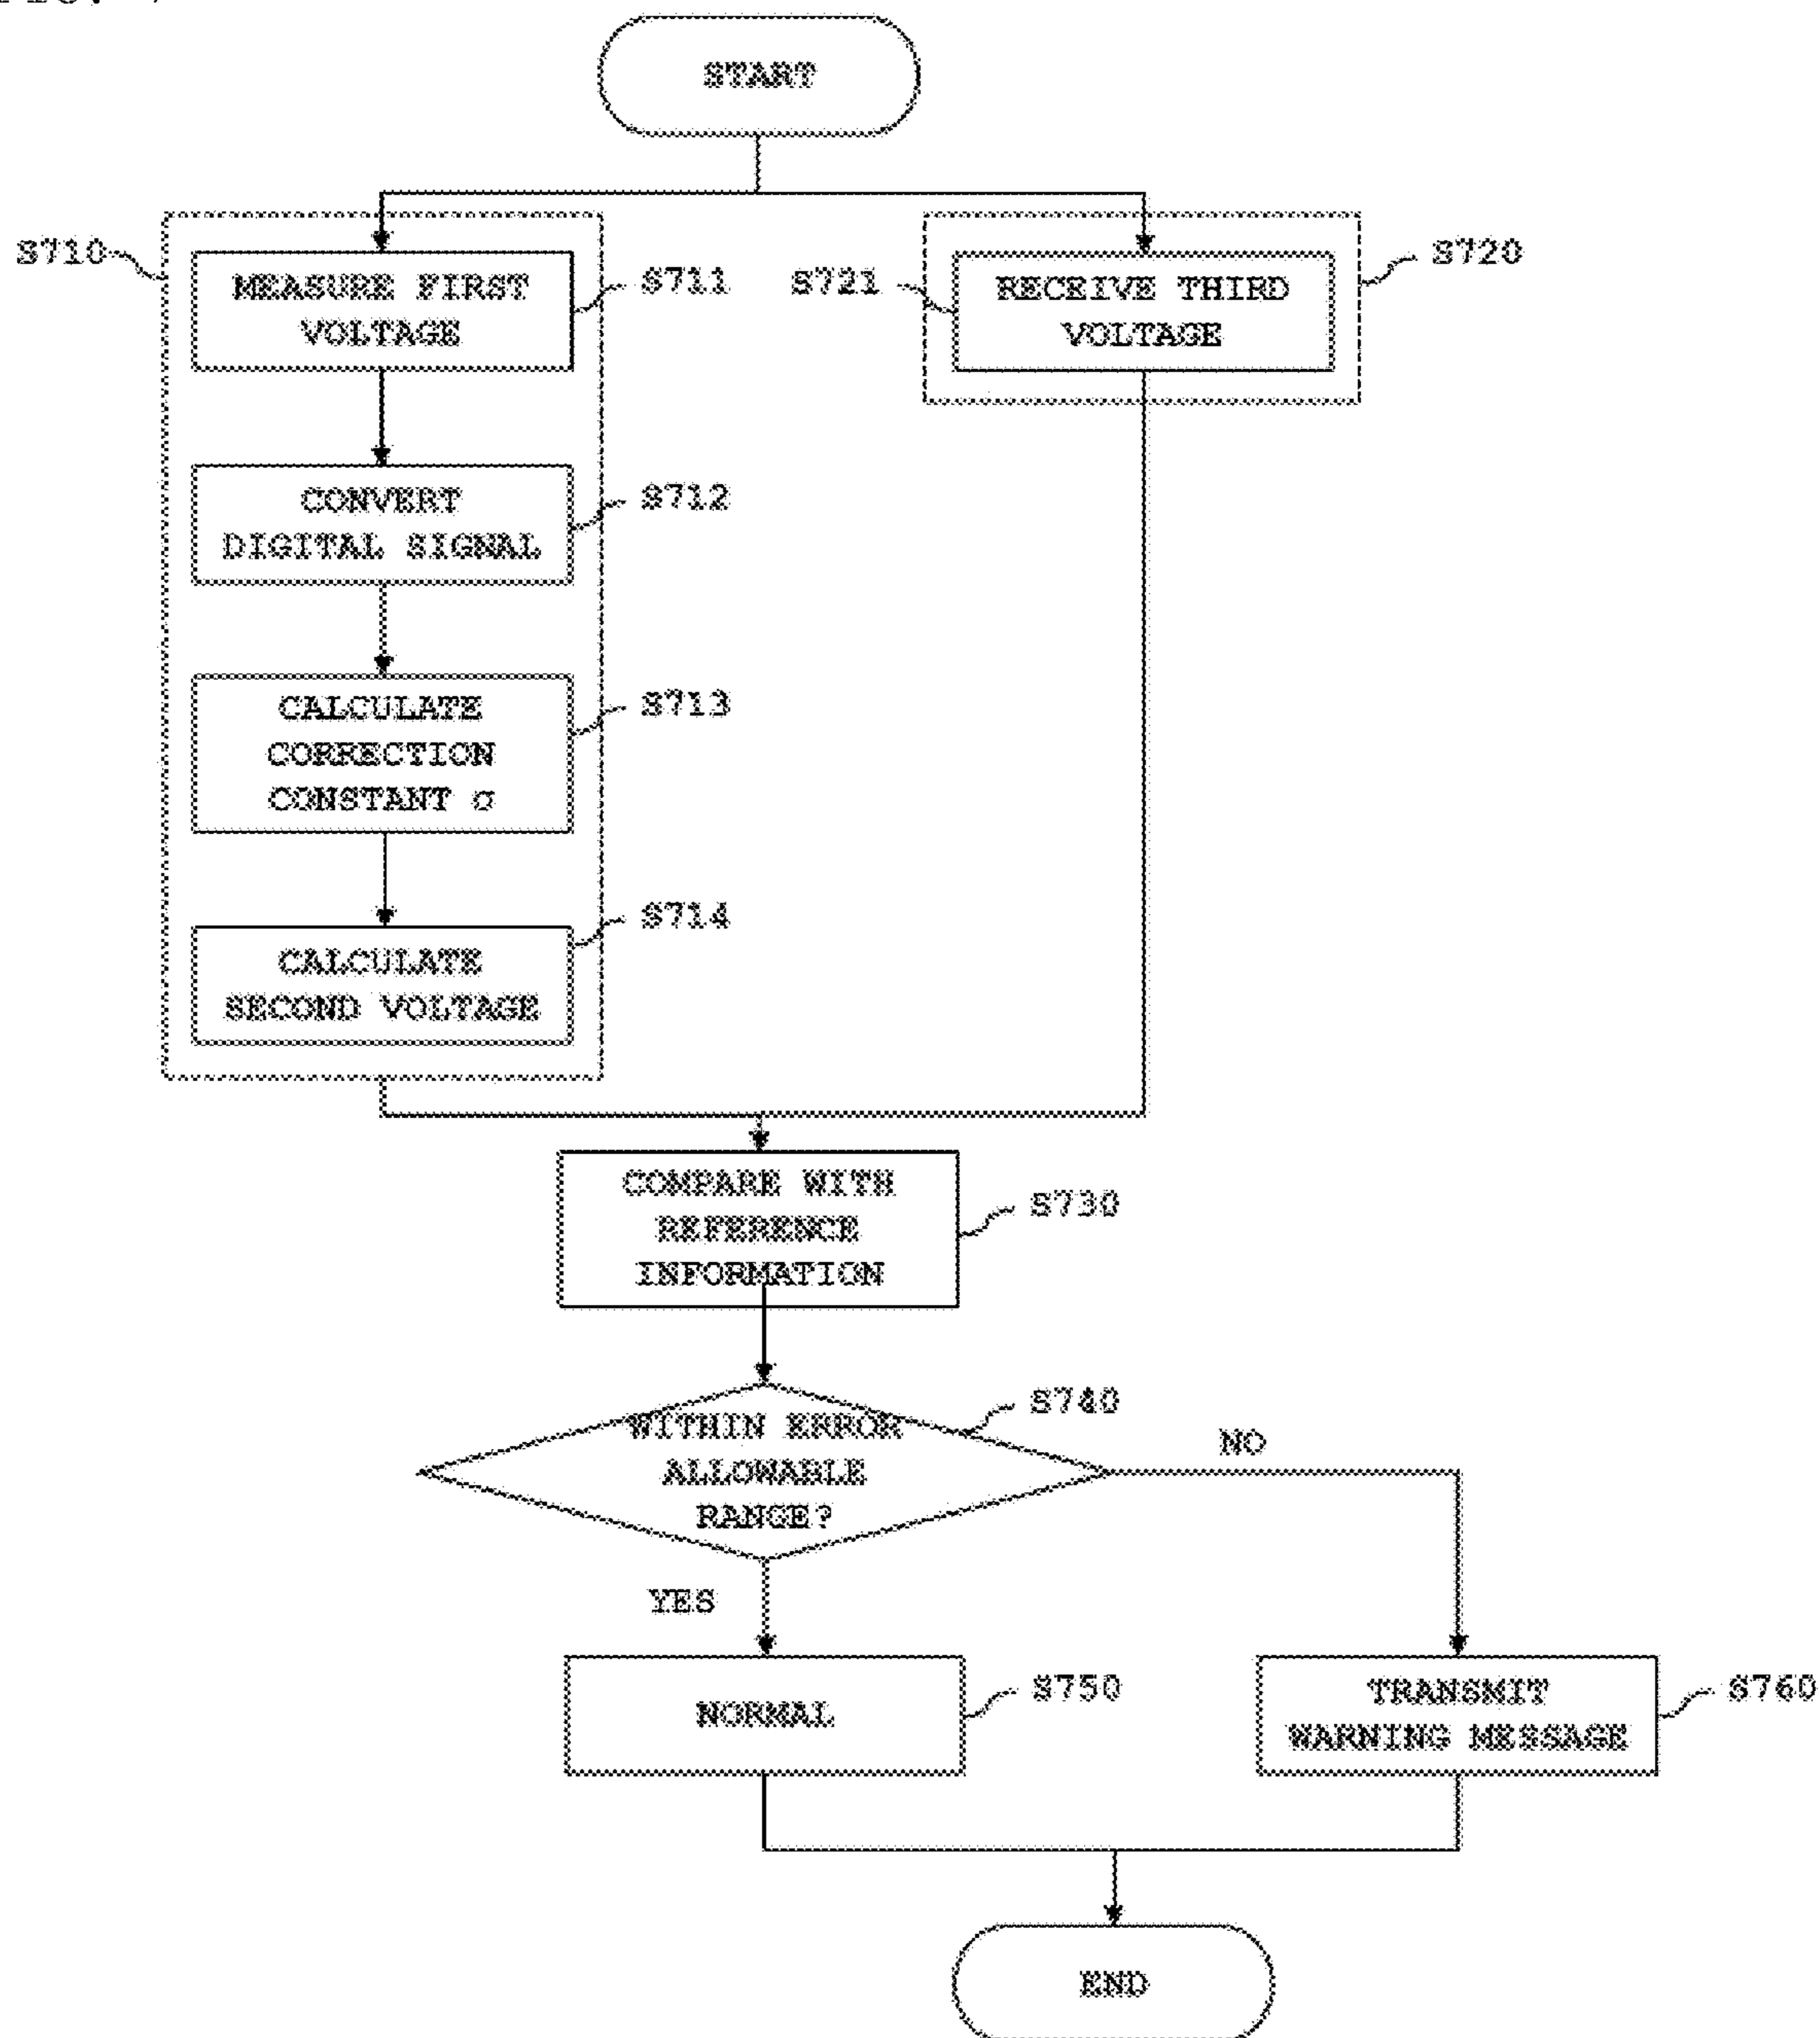 START
S710
MEASURE FIRST
VOLTAGE
S711
S721
RECEIVE THIRD
VOLTAGE
S720
CONVERT
DIGITAL SIGNAL
S712
CALCULATE
CORRECTION
CONSTANT σ
S713
CALCULATE
SECOND VOLTAGE
S714
COMPARE WITH
REFERENCE
INFORMATION
S730
WITHIN ERROR
ALLOWABLE
RANGE?
S740
NO
YES
NORMAL
S750
TRANSMIT
WARNING MESSAGE
S760
END